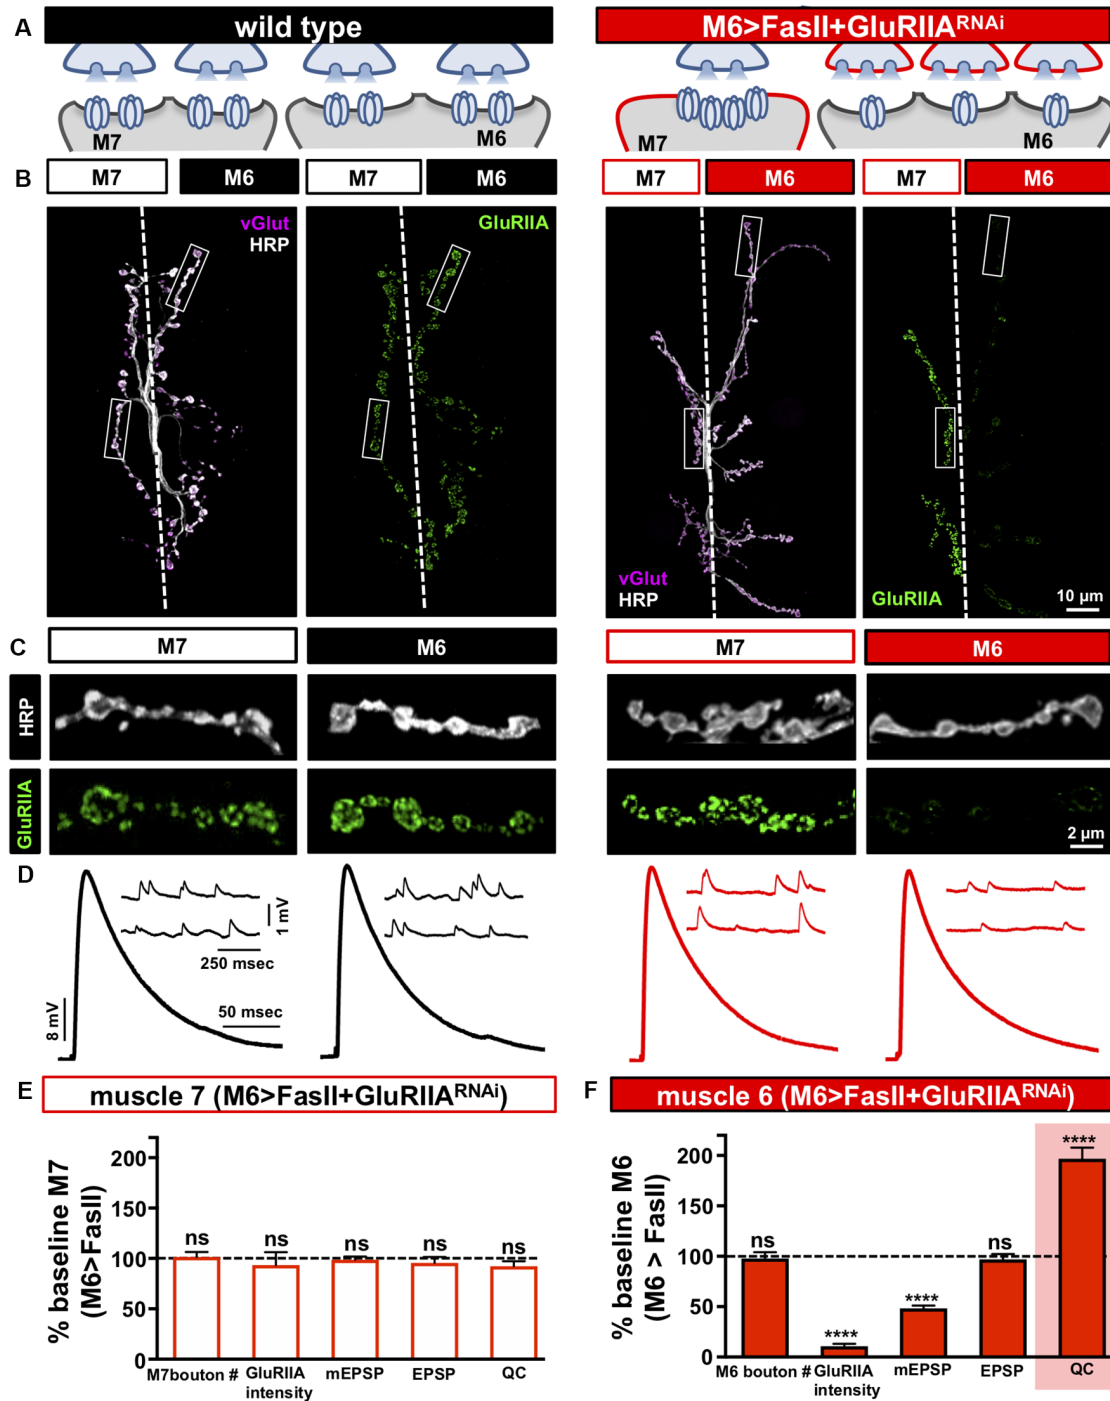 A
wild type
M6>FasII+GluRIIA^RNAi
M7
M6
M7
M6
B
M7
M6
M7
M6
M7
M6
M7
M6
vGlut
HRP
GluRIIA
vGlut
HRP
GluRIIA
10 µm
C
M7
M6
M7
M6
HRP
GluRIIA
2 µm
D
1 mV
250 msec
8 mV
50 msec
E
muscle 7 (M6>FasII+GluRIIA^RNAi)
% baseline M7
(M6>FasII)
200
150
100
50
0
ns
ns
ns
ns
ns
M7bouton #
GluRIIA
intensity
mEPSP
EPSP
QC
F
muscle 6 (M6>FasII+GluRIIA^RNAi)
% baseline M6
(M6 > FasII)
200
150
100
50
0
ns
****
****
ns
****
M6 bouton #
GluRIIA
intensity
mEPSP
EPSP
QC